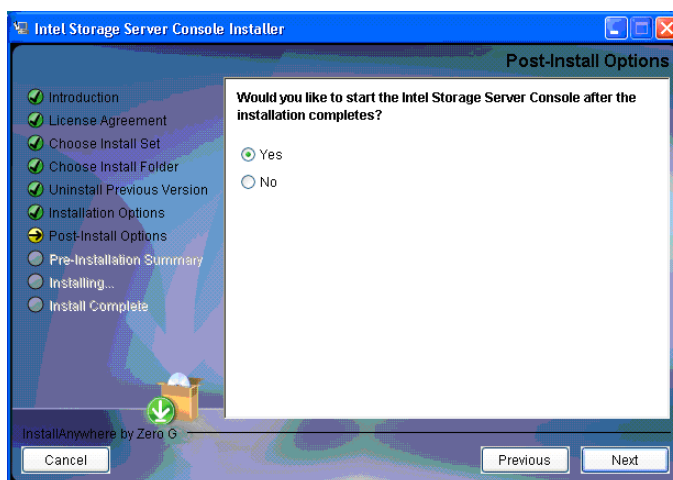 Intel Storage Server Console Installer
Post-Install Options
Introduction
License Agreement
Choose Install Set
Choose Install Folder
Uninstall Previous Version
Installation Options
Post-Install Options
Pre-Installation Summary
Installing...
Install Complete
Would you like to start the Intel Storage Server Console after the
installation completes?
Yes
No
InstallAnywhere by Zero G
Cancel
Previous
Next